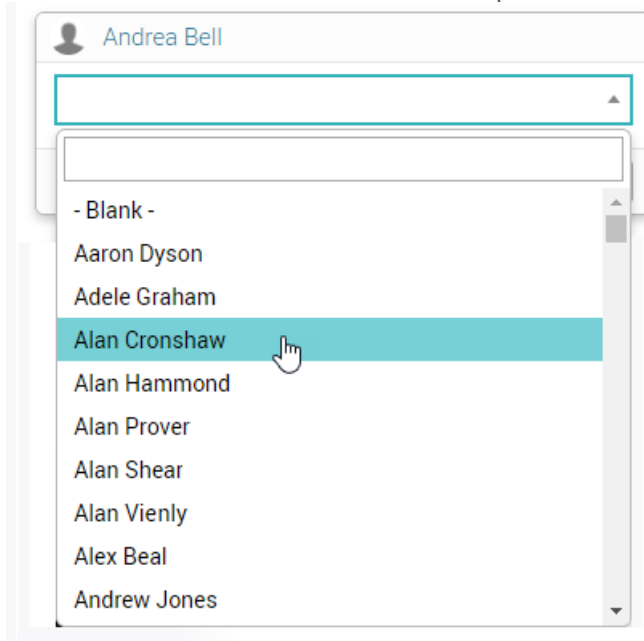 Andrea Bell
- Blank -
Aaron Dyson
Adele Graham
Alan Cronshaw
Alan Hammond
Alan Prover
Alan Shear
Alan Vienly
Alex Beal
Andrew Jones